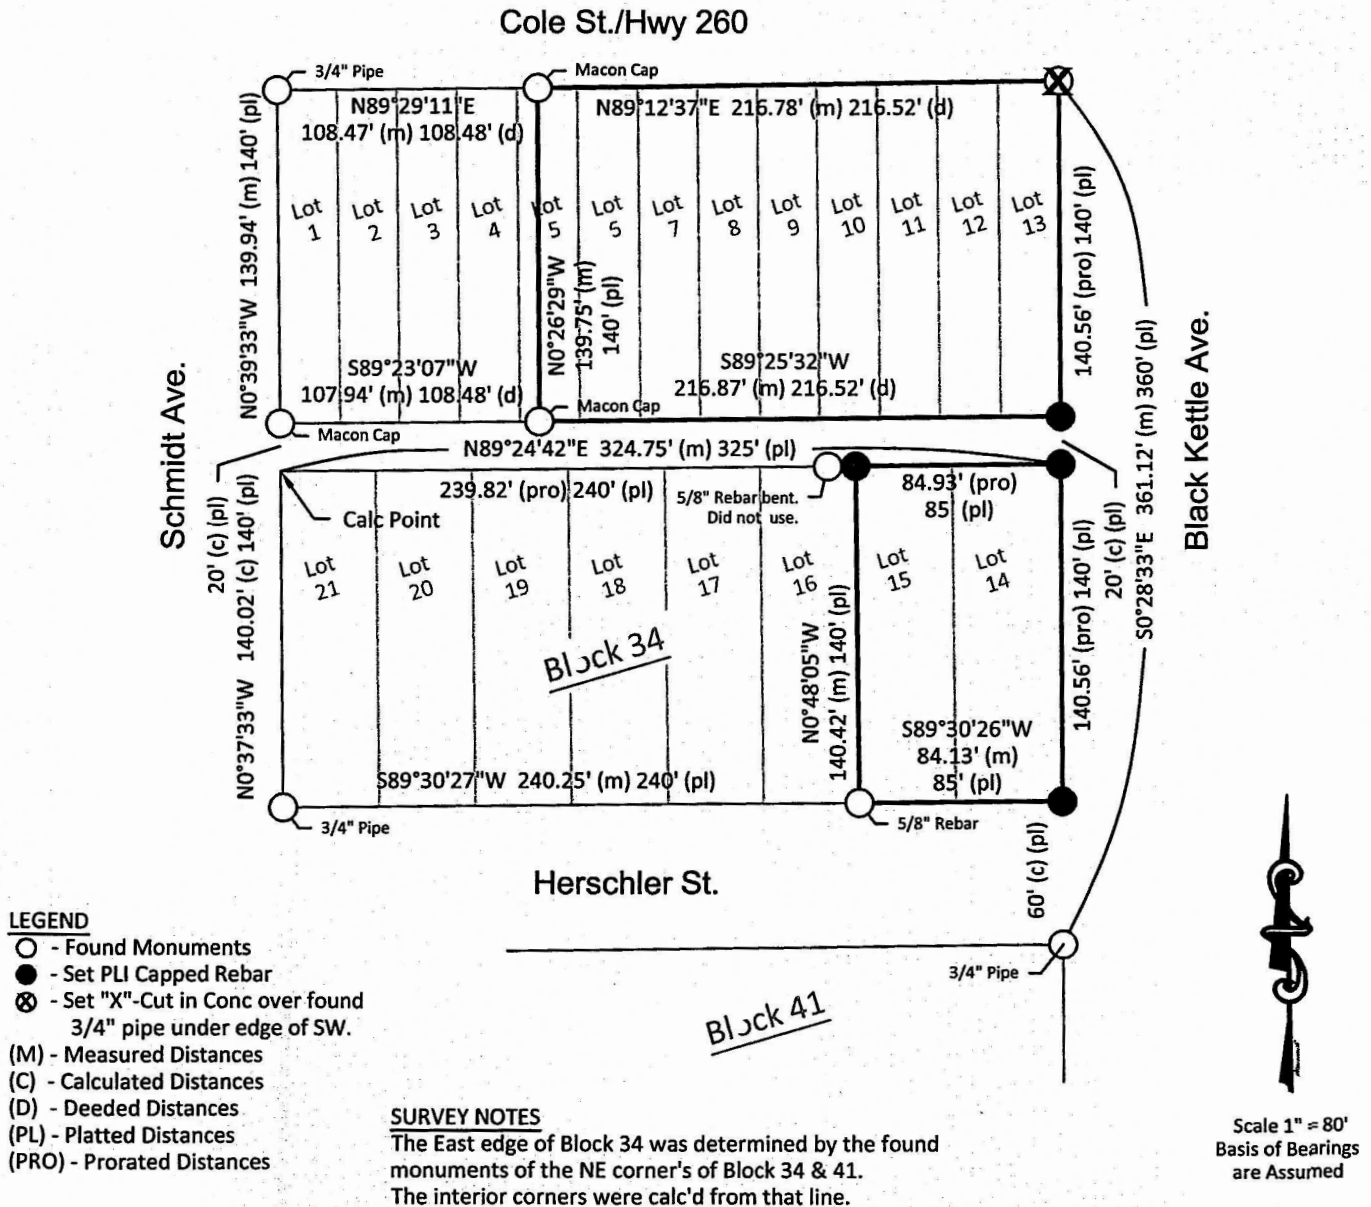 Cole St./Hwy 260
3/4" Pipe
Macon Cap
N89°29'11"E
108.47' (m) 108.48' (d)
N89°12'37"E 216.78' (m) 216.52' (d)
N0°39'33"W 139.94' (m) 140' (pl)
Lot
1
Lot
2
Lot
3
Lot
4
Lot
5
Lot
5
Lot
7
Lot
8
Lot
9
Lot
10
Lot
11
Lot
12
Lot
13
N0°26'29"W
139.75' (m)
140' (pl)
140.56' (pro) 140' (pl)
S89°23'07"W
107.94' (m) 108.48' (d)
S89°25'32"W
216.87' (m) 216.52' (d)
Macon Cap
Macon Cap
Schmidt Ave.
Black Kettle Ave.
S0°28'33"E 361.12' (m) 360' (pl)
N89°24'42"E 324.75' (m) 325' (pl)
20' (c) (pl)
20' (c) (pl)
239.82' (pro) 240' (pl)
5/8" Rebar bent.
Did not use.
84.93' (pro)
85' (pl)
Calc Point
N0°37'33"W 140.02' (c) 140' (pl)
Lot
21
Lot
20
Lot
19
Lot
18
Lot
17
Lot
16
Lot
15
Lot
14
Block 34
N0°48'05"W
140.42' (m) 140' (pl)
140.56' (pro) 140' (pl)
S89°30'26"W
84.13' (m)
85' (pl)
S89°30'27"W 240.25' (m) 240' (pl)
3/4" Pipe
5/8" Rebar
60' (c) (pl)
Herschler St.
3/4" Pipe
Block 41
LEGEND
- Found Monuments
- Set PLI Capped Rebar
- Set "X"-Cut in Conc over found
3/4" pipe under edge of SW.
(M) - Measured Distances
(C) - Calculated Distances
(D) - Deeded Distances
(PL) - Platted Distances
(PRO) - Prorated Distances
SURVEY NOTES
The East edge of Block 34 was determined by the found
monuments of the NE corner's of Block 34 & 41.
The interior corners were calc'd from that line.
Scale 1" = 80'
Basis of Bearings
are Assumed